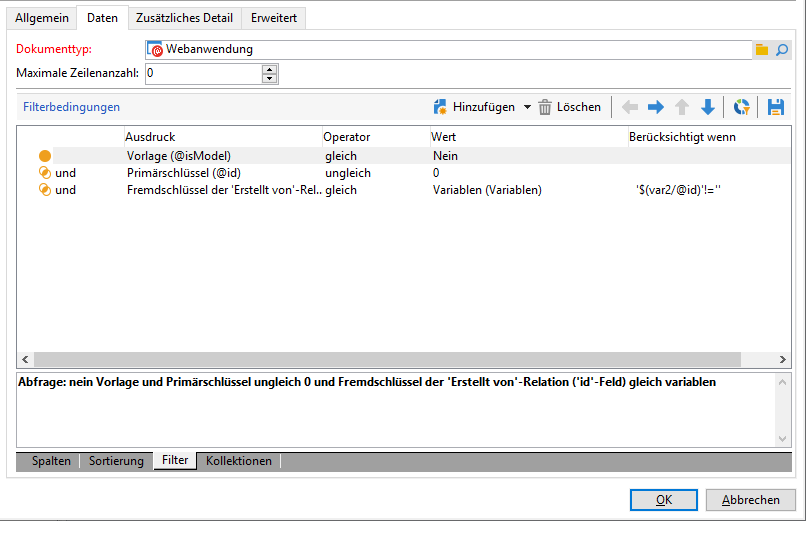 Allgemein Daten Zusätzliches Detail Erweitert
Dokumenttyp: Webanwendung
Maximale Zeilenanzahl: 0
Filterbedingungen Hinzufügen Löschen
Ausdruck Operator Wert Berücksichtigt wenn
Vorlage (@isModel) gleich Nein
und Primärschlüssel (@id) ungleich 0
und Fremdschlüssel der 'Erstellt von'-Rel... gleich Variablen (Variablen) '$(var2/@id)'!=''
Abfrage: nein Vorlage und Primärschlüssel ungleich 0 und Fremdschlüssel der 'Erstellt von'-Relation ('id'-Feld) gleich variablen
Spalten Sortierung Filter Kollektionen
OK Abbrechen